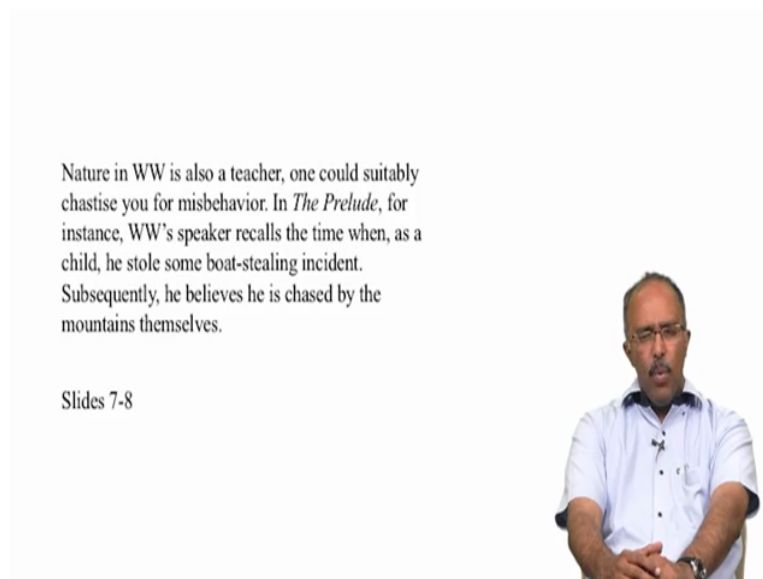 Nature in WW is also a teacher, one could suitably
chastise you for misbehavior. In The Prelude, for
instance, WW's speaker recalls the time when, as a
child, he stole some boat-stealing incident.
Subsequently, he believes he is chased by the
mountains themselves.
Slides 7-8